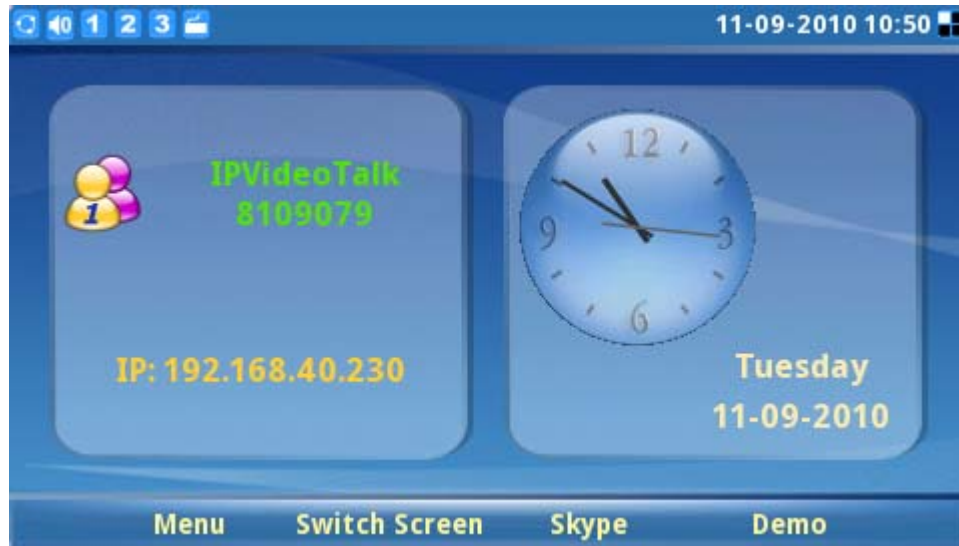 0 1 2 3 11-09-2010 10:50
IPVideoTalk
8109079
1
IP: 192.168.40.230
12
9 3
6
Tuesday
11-09-2010
Menu Switch Screen Skype Demo